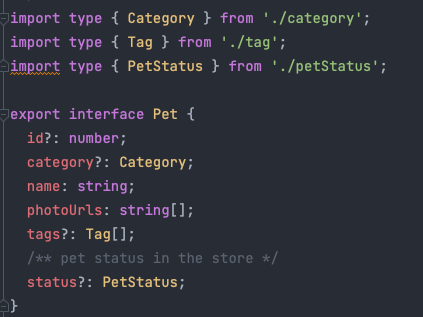 import type { Category } from './category';
import type { Tag } from './tag';
import type { PetStatus } from './petStatus';
export interface Pet {
id?: number;
category?: Category;
name: string;
photoUrls: string[];
tags?: Tag[];
/** pet status in the store */
status?: PetStatus;
}